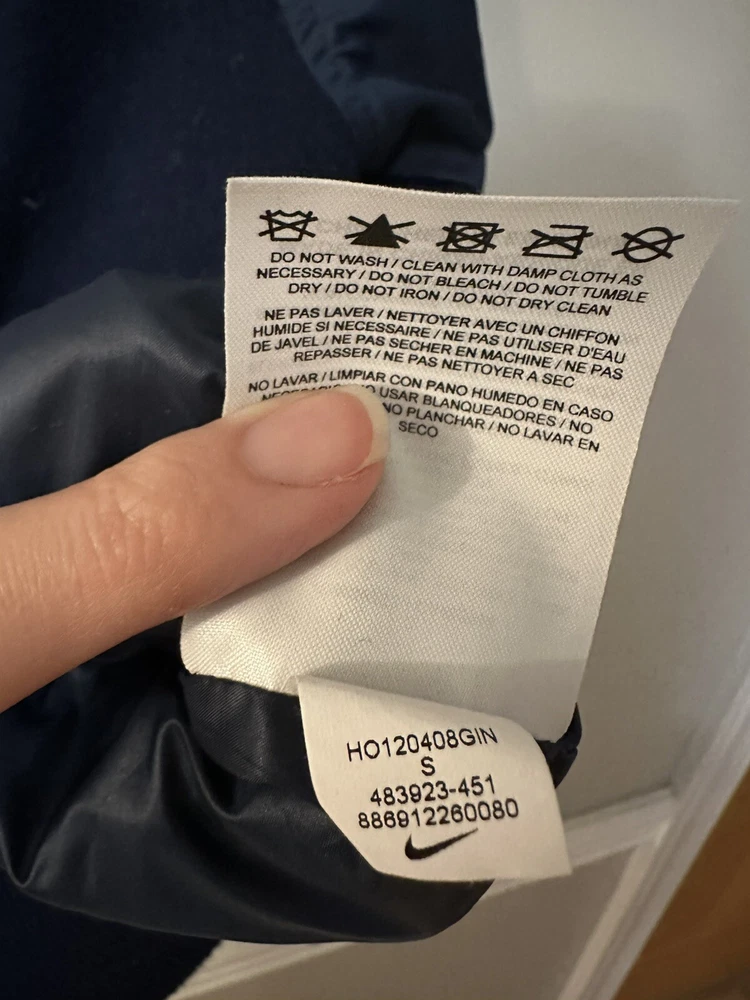 DO NOT WASH / CLEAN WITH DAMP CLOTH AS
NECESSARY / DO NOT BLEACH / DO NOT TUMBLE
DRY / DO NOT IRON / DO NOT DRY CLEAN
NE PAS LAVER / NETTOYER AVEC UN CHIFFON
HUMIDE SI NECESSAIRE / NE PAS UTILISER D'EAU
DE JAVEL / NE PAS SECHER EN MACHINE / NE PAS
REPASSER / NE PAS NETTOYER A SEC
NO LAVAR / LIMPIAR CON PANO HUMEDO EN CASO
USAR BLANQUEADORES / NO
NO PLANCHAR / NO LAVAR EN
SECO
HO120408GIN
S
483923-451
886912260080